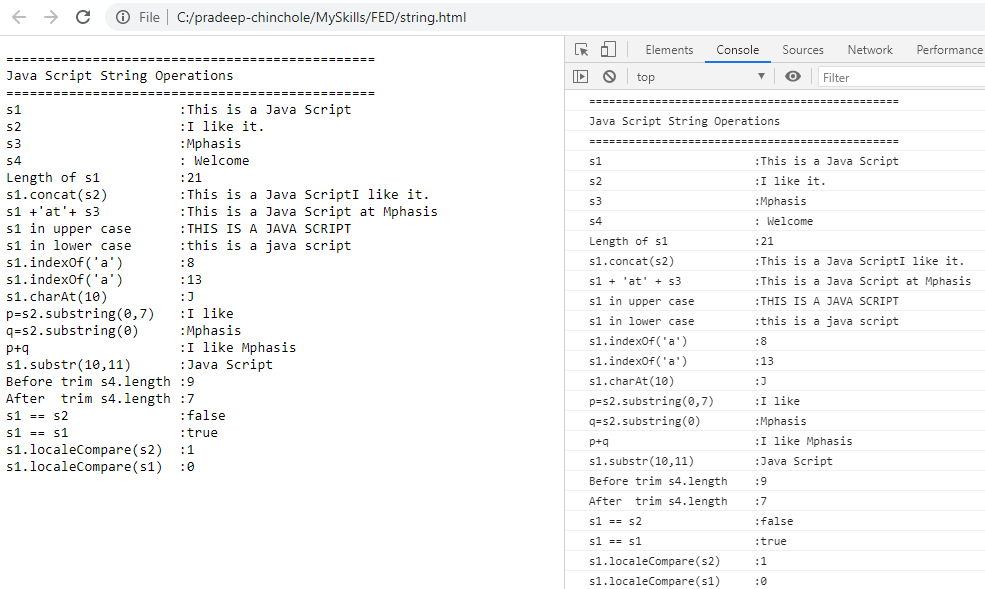 File C:/pradeep-chinchole/MySkills/FED/string.html
===============================================
Java Script String Operations
===============================================
s1 :This is a Java Script
s2 :I like it.
s3 :Mphasis
s4 : Welcome
Length of s1 :21
s1.concat(s2) :This is a Java ScriptI like it.
s1 +'at'+ s3 :This is a Java Script at Mphasis
s1 in upper case :THIS IS A JAVA SCRIPT
s1 in lower case :this is a java script
s1.indexOf('a') :8
s1.indexOf('a') :13
s1.charAt(10) :J
p=s2.substring(0,7) :I like
q=s2.substring(0) :Mphasis
p+q :I like Mphasis
s1.substr(10,11) :Java Script
Before trim s4.length :9
After  trim s4.length :7
s1 == s2 :false
s1 == s1 :true
s1.localeCompare(s2) :1
s1.localeCompare(s1) :0
Elements Console Sources Network Performance
top Filter
===============================================
Java Script String Operations
===============================================
s1 :This is a Java Script
s2 :I like it.
s3 :Mphasis
s4 : Welcome
Length of s1 :21
s1.concat(s2) :This is a Java ScriptI like it.
s1 + 'at' + s3 :This is a Java Script at Mphasis
s1 in upper case :THIS IS A JAVA SCRIPT
s1 in lower case :this is a java script
s1.indexOf('a') :8
s1.indexOf('a') :13
s1.charAt(10) :J
p=s2.substring(0,7) :I like
q=s2.substring(0) :Mphasis
p+q :I like Mphasis
s1.substr(10,11) :Java Script
Before trim s4.length :9
After  trim s4.length :7
s1 == s2 :false
s1 == s1 :true
s1.localeCompare(s2) :1
s1.localeCompare(s1) :0